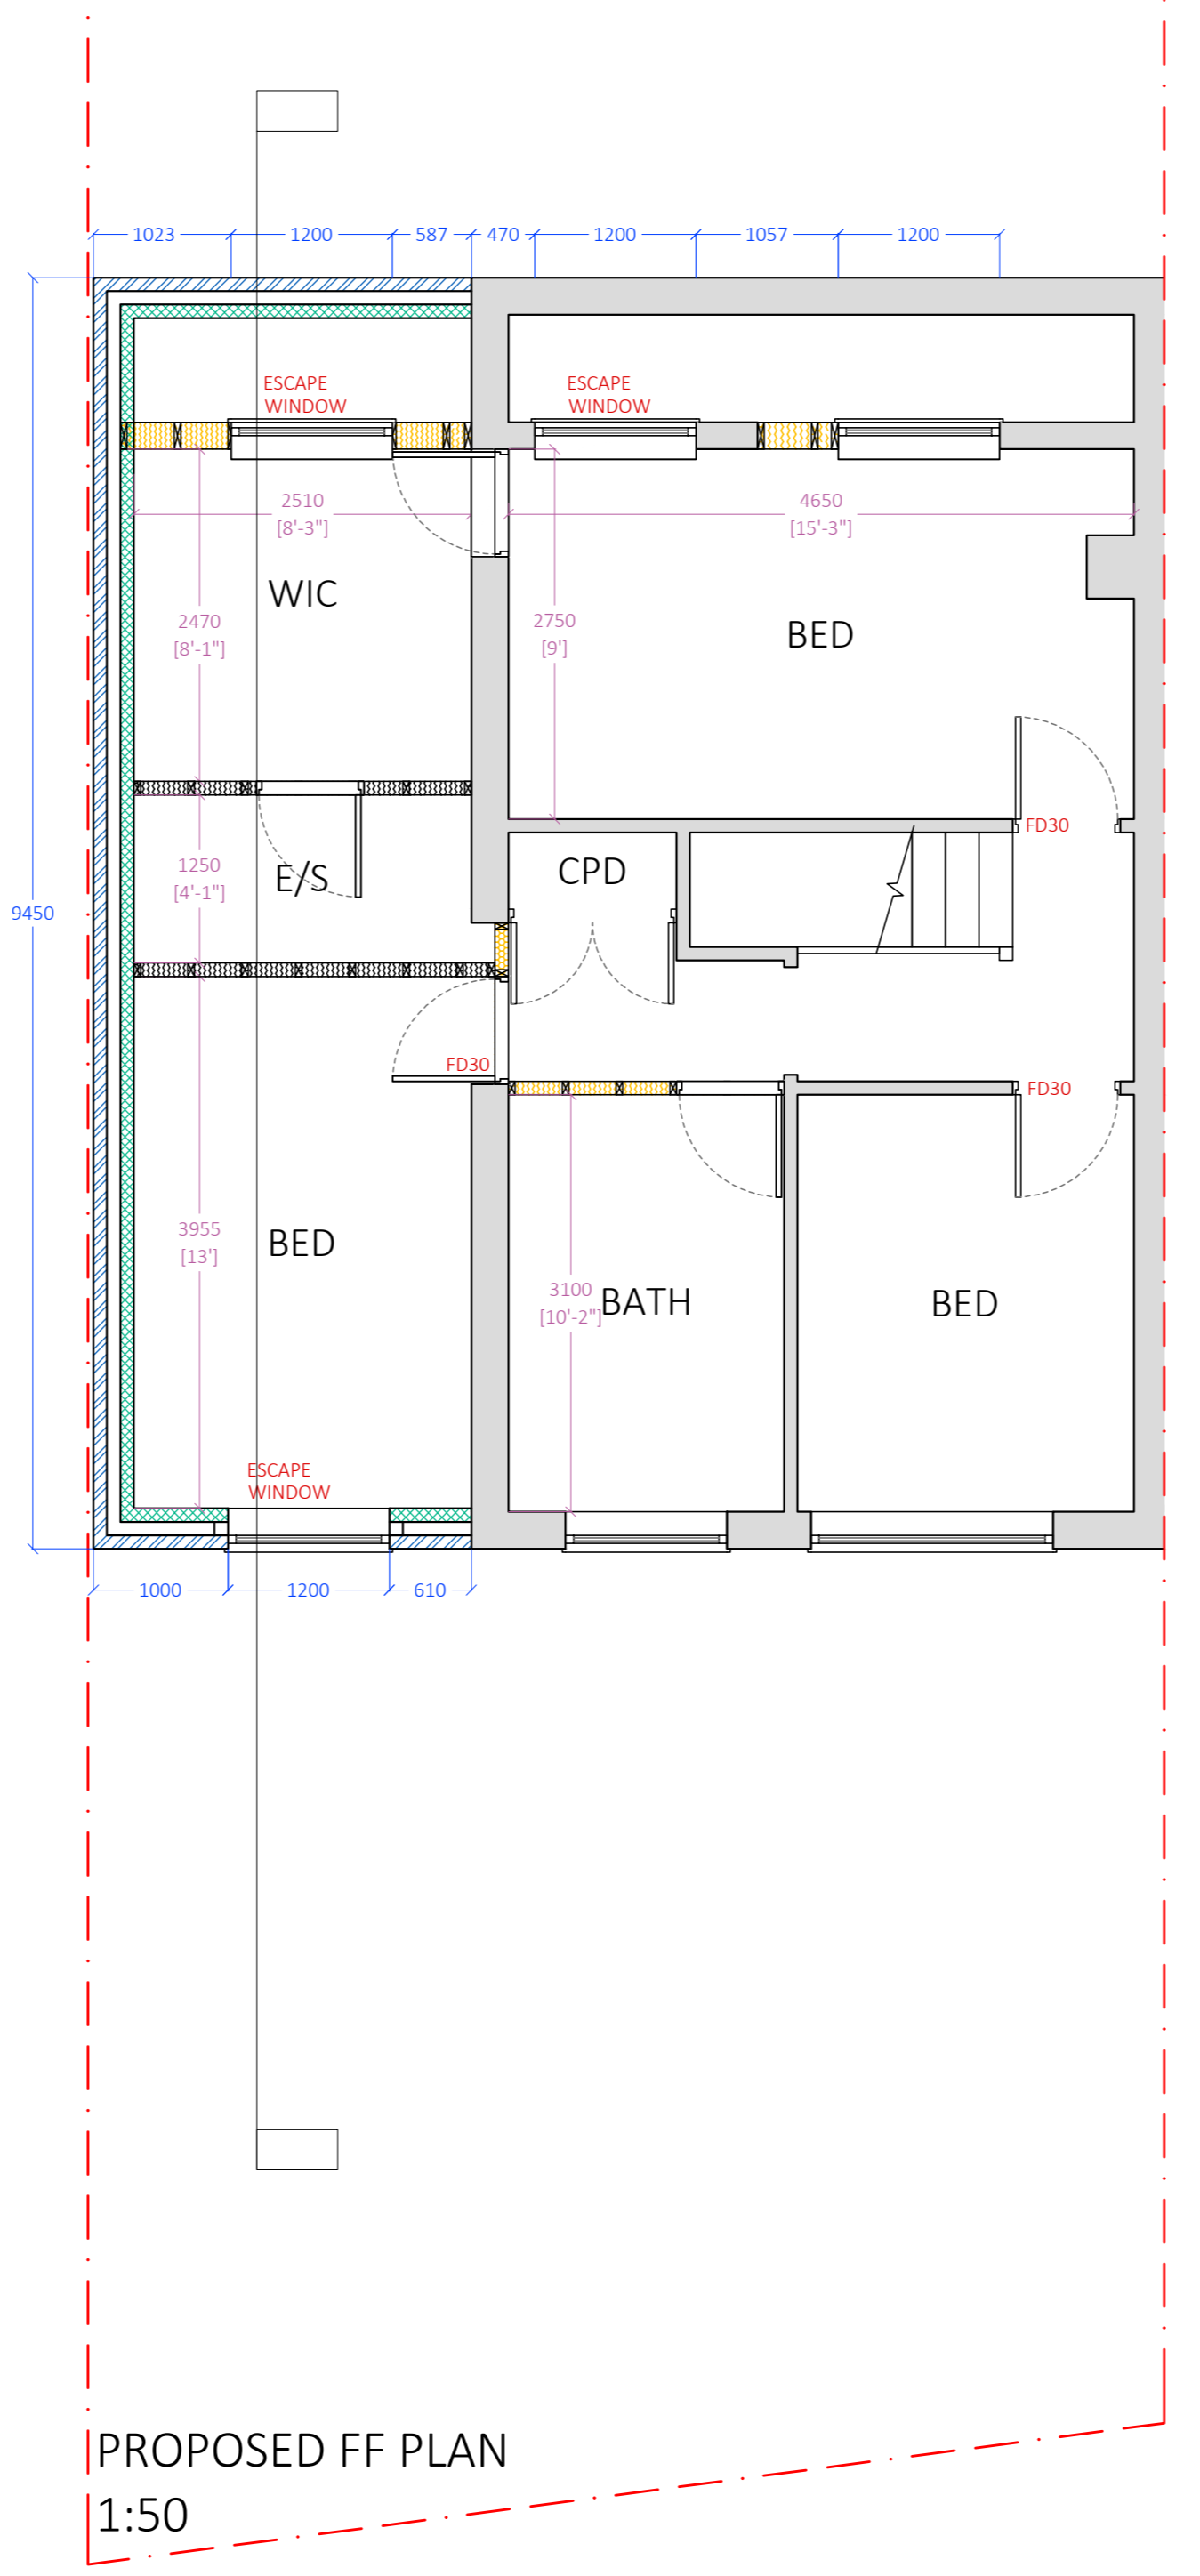 1023
1200
587
470
1200
1057
1200
ESCAPE
WINDOW
ESCAPE
WINDOW
2510
[8'-3"]
4650
[15'-3"]
WIC
2470
[8'-1"]
2750
[9']
BED
FD30
CPD
E/S
1250
[4'-1"]
9450
FD30
FD30
3955
[13']
BED
3100
[10'-2"]
BATH
BED
ESCAPE
WINDOW
1000
1200
610
PROPOSED FF PLAN
1:50